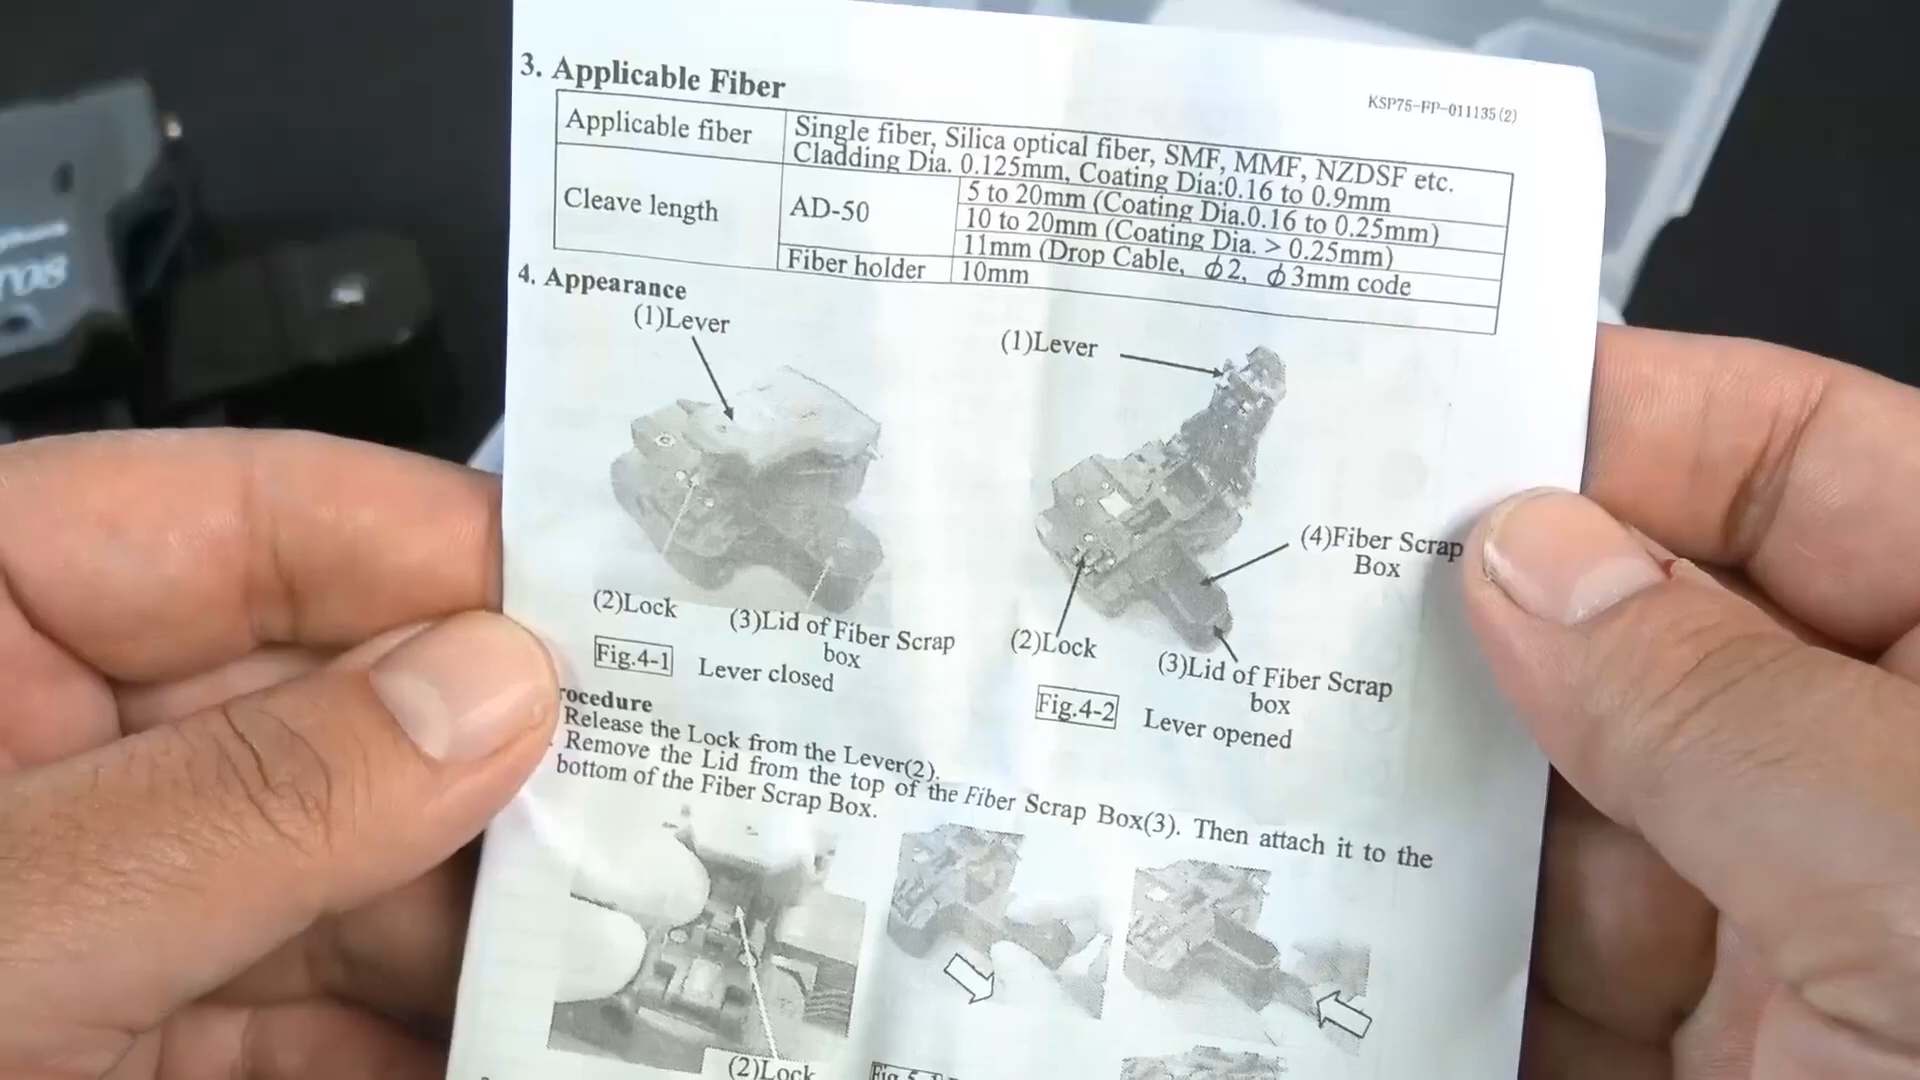 KSP75-FP-011135(2)
3. Applicable Fiber
Applicable fiber
Single fiber, Silica optical fiber, SMF, MMF, NZDSF etc.
Cladding Dia. 0.125mm, Coating Dia:0.16 to 0.9mm
Cleave length
AD-50
5 to 20mm (Coating Dia.0.16 to 0.25mm)
10 to 20mm (Coating Dia. > 0.25mm)
11mm (Drop Cable, ϕ2, ϕ3mm code
Fiber holder
10mm
4. Appearance
(1)Lever
(1)Lever
(4)Fiber Scrap
Box
(2)Lock
(3)Lid of Fiber Scrap
box
Fig.4-1 Lever closed
(2)Lock
(3)Lid of Fiber Scrap
box
Fig.4-2 Lever opened
rocedure
Release the Lock from the Lever(2).
Remove the Lid from the top of the Fiber Scrap Box(3). Then attach it to the
bottom of the Fiber Scrap Box.
(2)Lock